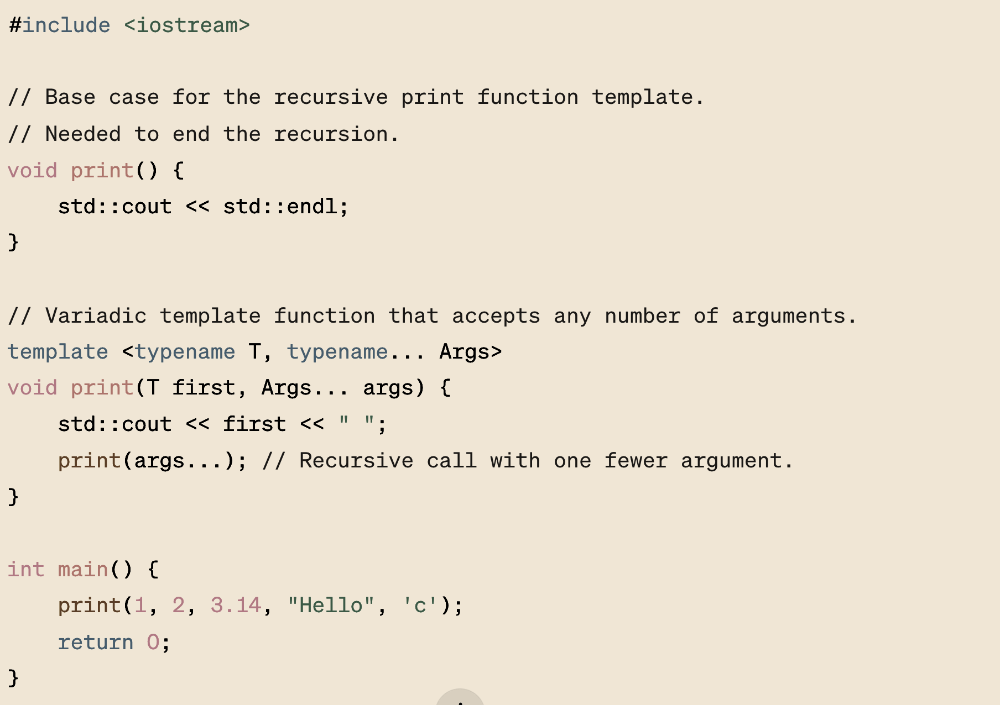 #include <iostream>
// Base case for the recursive print function template.
// Needed to end the recursion.
void print() {
    std::cout << std::endl;
}
// Variadic template function that accepts any number of arguments.
template <typename T, typename... Args>
void print(T first, Args... args) {
    std::cout << first << " ";
    print(args...); // Recursive call with one fewer argument.
}
int main() {
    print(1, 2, 3.14, "Hello", 'c');
    return 0;
}